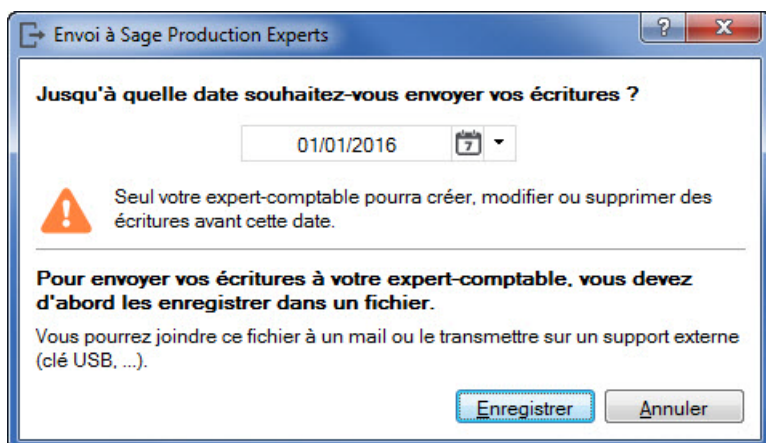 Envoi à Sage Production Experts
?
Jusqu'à quelle date souhaitez-vous envoyer vos écritures ?
01/01/2016
7
Seul votre expert-comptable pourra créer, modifier ou supprimer des
écritures avant cette date.
Pour envoyer vos écritures à votre expert-comptable, vous devez
d'abord les enregistrer dans un fichier.
Vous pourrez joindre ce fichier à un mail ou le transmettre sur un support externe
(clé USB, ...).
Enregistrer
Annuler